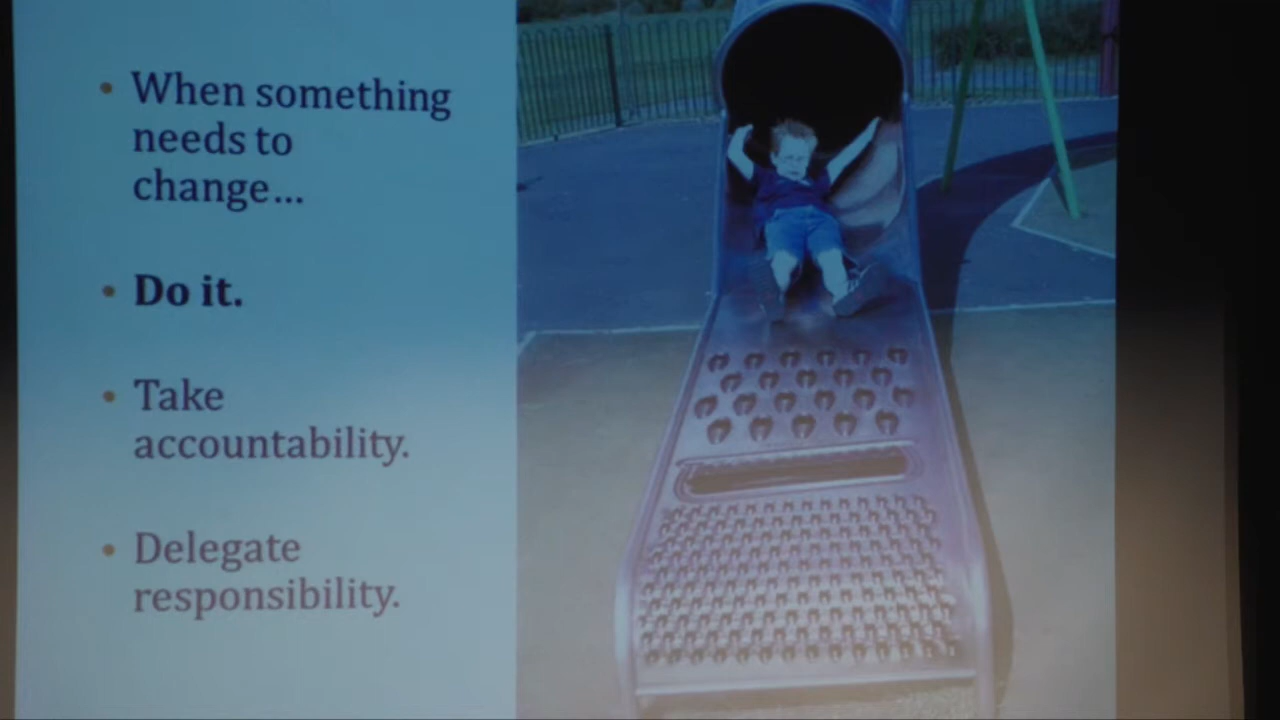 • When something
needs to
change...
• Do it.
• Take
accountability.
• Delegate
responsibility.